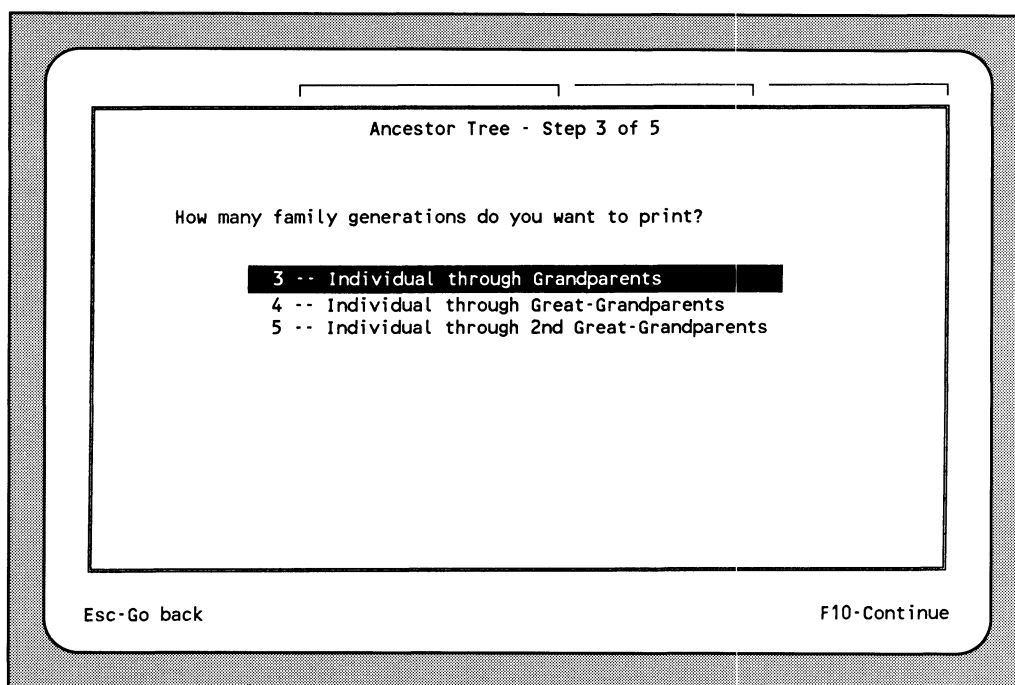 Ancestor Tree - Step 3 of 5
How many family generations do you want to print?
3 -- Individual through Grandparents
4 -- Individual through Great-Grandparents
5 -- Individual through 2nd Great-Grandparents
Esc-Go back F10-Continue